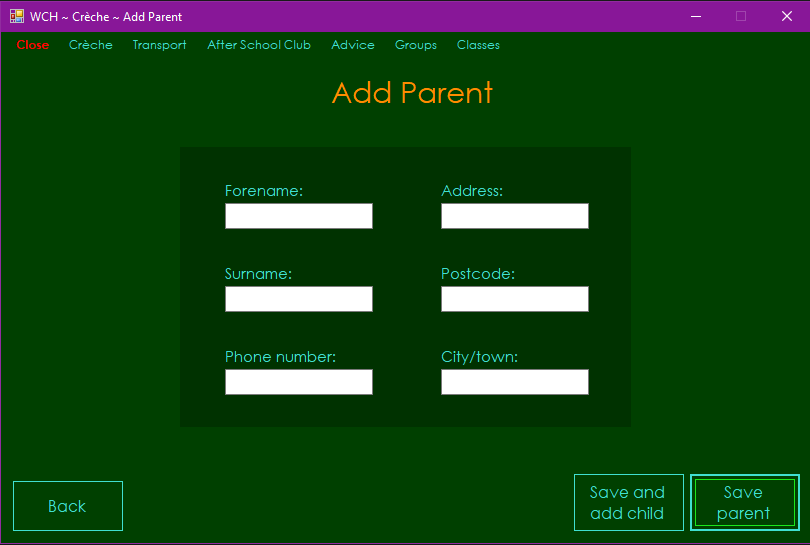 WCH ~ Crèche ~ Add Parent
Close Crèche Transport After School Club Advice Groups Classes
Add Parent
Forename: Address:
Surname: Postcode:
Phone number: City/town:
Back
Save and
add child
Save
parent